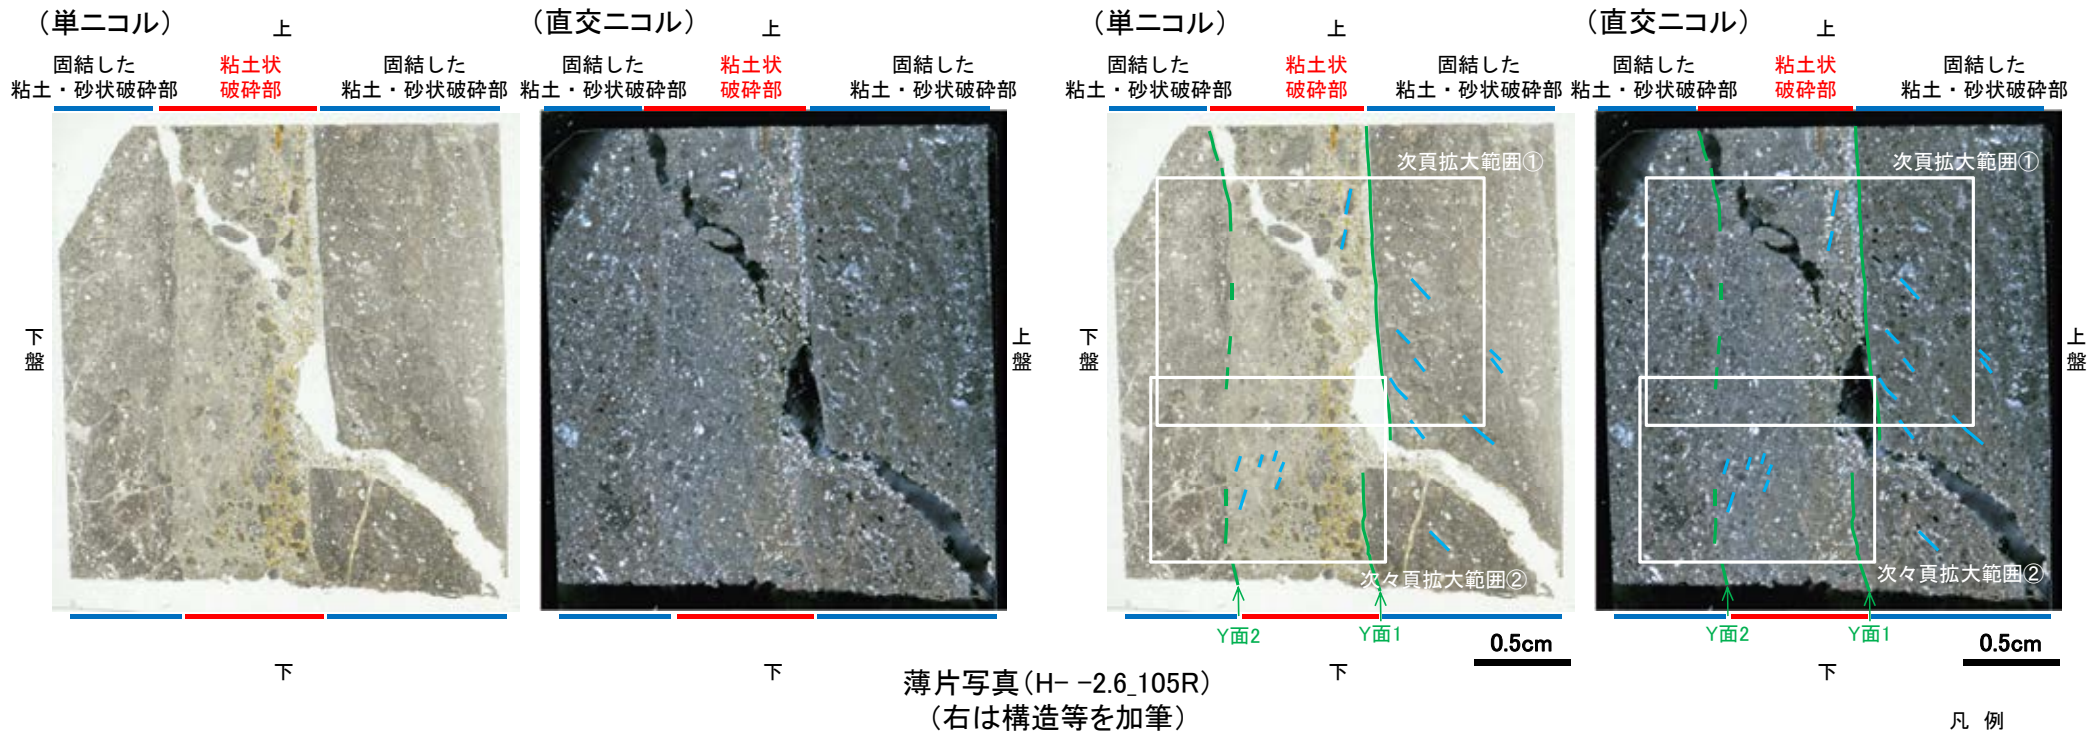 （単ニコル）
上
固結した
粘土・砂状破砕部
粘土状
破砕部
固結した
粘土・砂状破砕部
（直交ニコル）
上
固結した
粘土・砂状破砕部
粘土状
破砕部
固結した
粘土・砂状破砕部
（単ニコル）
上
固結した
粘土・砂状破砕部
粘土状
破砕部
固結した
粘土・砂状破砕部
（直交ニコル）
上
固結した
粘土・砂状破砕部
粘土状
破砕部
固結した
粘土・砂状破砕部
下盤
上盤
下盤
上盤
次頁拡大範囲①
次頁拡大範囲①
次々頁拡大範囲②
次々頁拡大範囲②
Y面2
Y面1
0.5cm
Y面2
Y面1
0.5cm
下
下
下
薄片写真（H- -2.6_105R）
（右は構造等を加筆）
下
凡 例